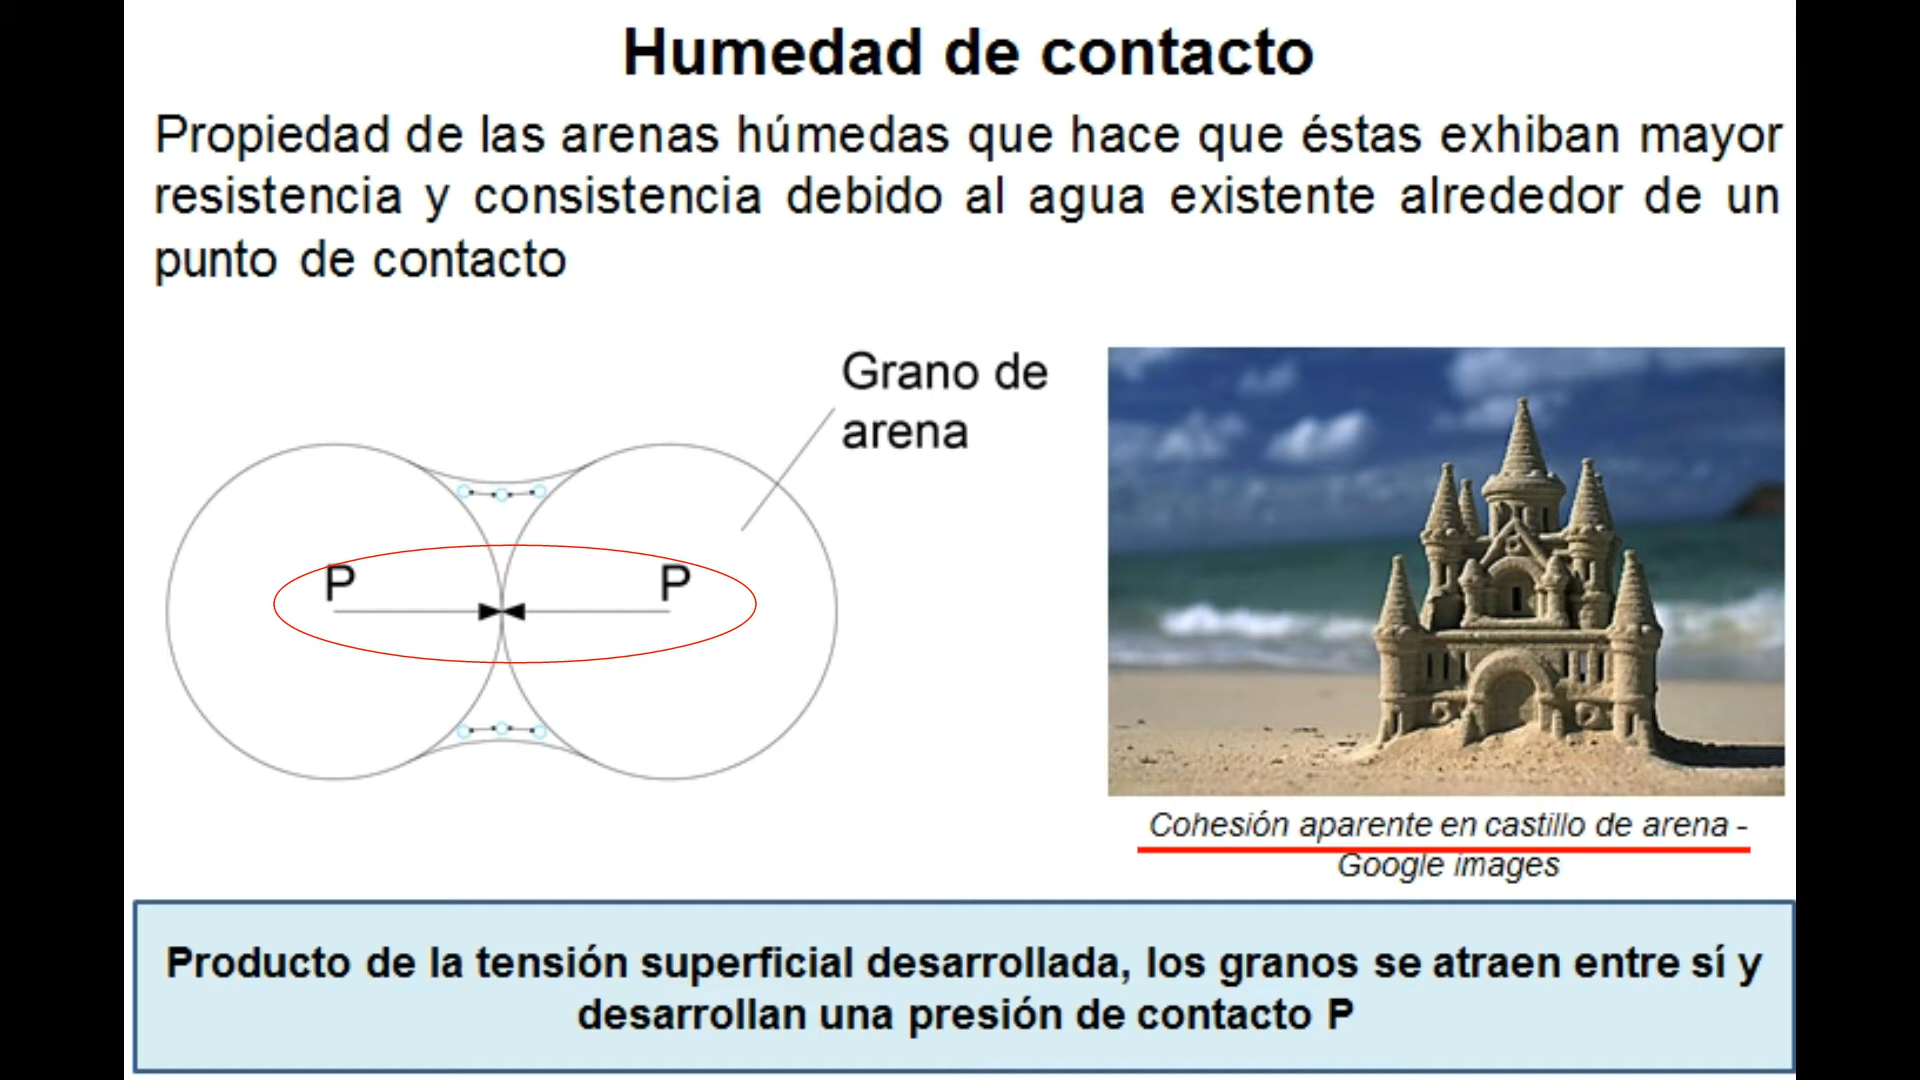 Humedad de contacto
Propiedad de las arenas húmedas que hace que éstas exhiban mayor
resistencia y consistencia debido al agua existente alrededor de un
punto de contacto
Grano de
arena
P P
Cohesión aparente en castillo de arena -
Google images
Producto de la tensión superficial desarrollada, los granos se atraen entre sí y
desarrollan una presión de contacto P